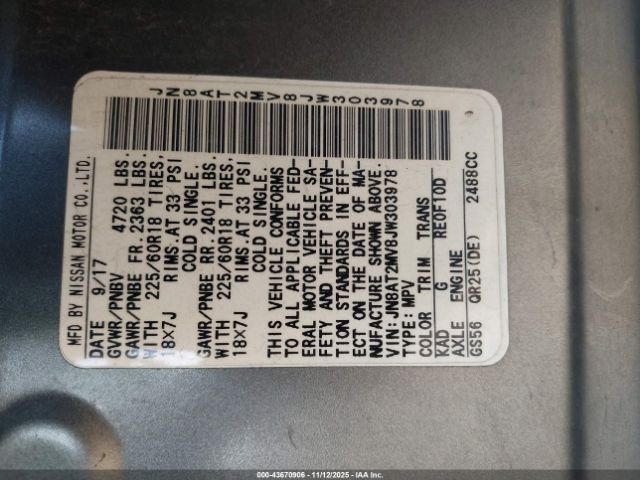 JN8AT2MV8JW303978
MFD BY NISSAN MOTOR CO.,LTD.
DATE 9/17
GVWR/PNBV 4720 LBS.
GAWR/PNBE FR. 2363 LBS.
WITH 225/60R18 TIRES,
18X7J RIMS.AT 33 PSI
COLD SINGLE.
GAWR/PNBE RR. 2401 LBS.
WITH 225/60R18 TIRES,
18X7J RIMS.AT 33 PSI
COLD SINGLE.
THIS VEHICLE CONFORMS
TO ALL APPLICABLE FED-
ERAL MOTOR VEHICLE SA-
FETY AND THEFT PREVEN-
TION STANDARDS IN EFF-
ECT ON THE DATE OF MA-
NUFACTURE SHOWN ABOVE.
VIN: JN8AT2MV8JW303978
TYPE: MPV
COLOR TRIM TRANS
KAD G RE0F10D
AXLE ENGINE
GS56 QR25(DE) 2488CC
000-43670906 - 11/12/2025 - IAAI.com